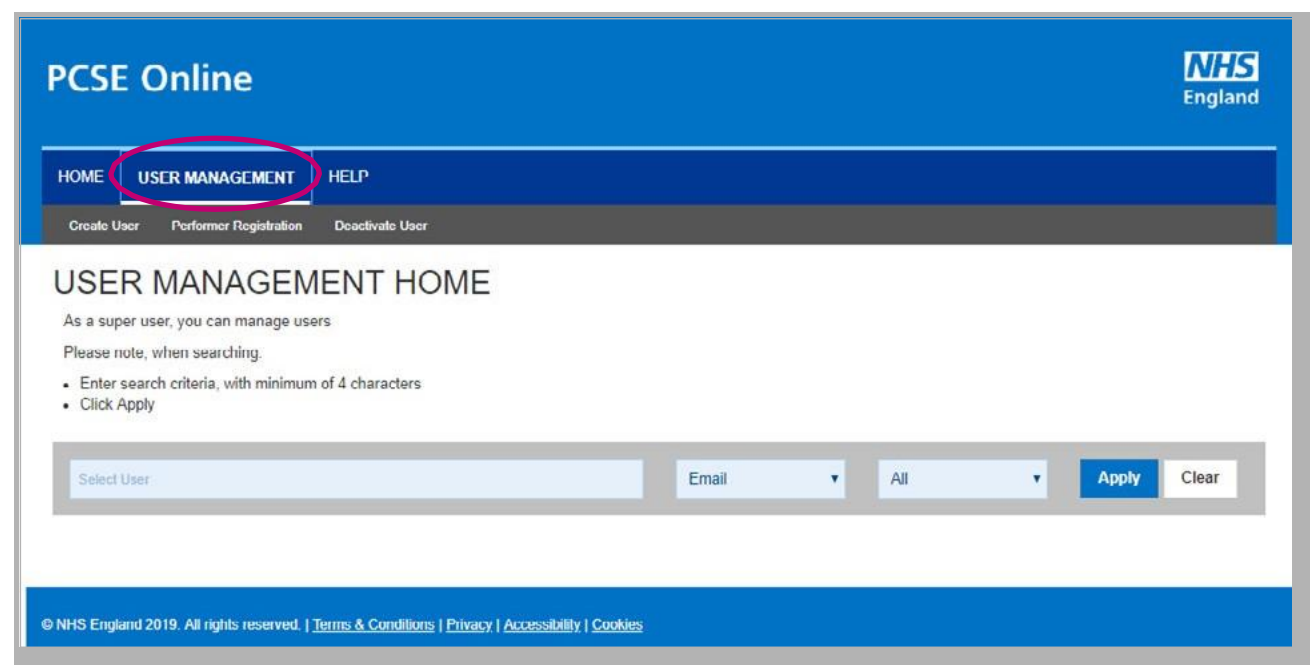 PCSE Online
NHS
England
HOME USER MANAGEMENT HELP
Create User Performer Registration Deactivate User
USER MANAGEMENT HOME
As a super user, you can manage users
Please note, when searching.
• Enter search criteria, with minimum of 4 characters
• Click Apply
Select User Email All Apply Clear
© NHS England 2019. All rights reserved. | Terms & Conditions | Privacy | Accessibility | Cookies